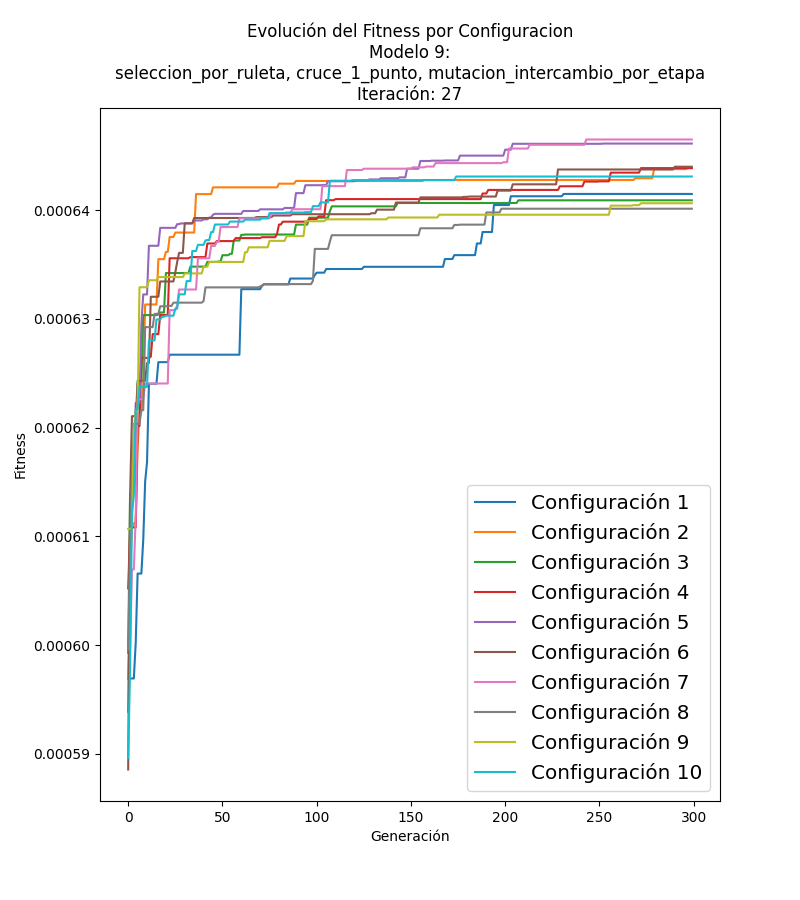 Evolución del Fitness por Configuracion
Modelo 9:
seleccion_por_ruleta, cruce_1_punto, mutacion_intercambio_por_etapa
Iteración: 27
0.00064
0.00063
0.00062
0.00061
0.00060
0.00059
Fitness
0 50 100 150 200 250 300
Generación
Configuración 1
Configuración 2
Configuración 3
Configuración 4
Configuración 5
Configuración 6
Configuración 7
Configuración 8
Configuración 9
Configuración 10